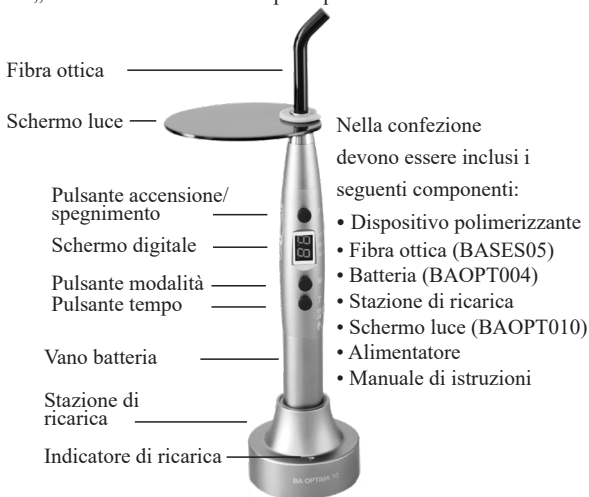 Fibra ottica
Schermo luce
Pulsante accensione/
spegnimento
Schermo digitale
Pulsante modalità
Pulsante tempo
Vano batteria
Stazione di
ricarica
Indicatore di ricarica
88
BA OPTIMA 10
Nella confezione
devono essere inclusi i
seguenti componenti:
• Dispositivo polimerizzante
• Fibra ottica (BASES05)
• Batteria (BAOPT004)
• Stazione di ricarica
• Schermo luce (BAOPT010)
• Alimentatore
• Manuale di istruzioni